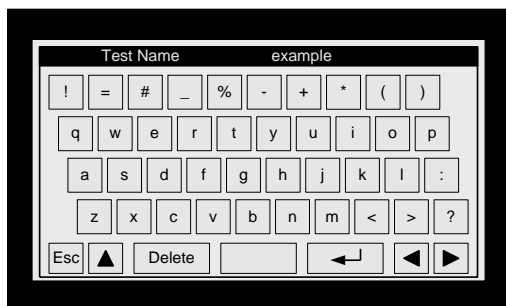 Test Name example
! = # _ % - + * ( )
q w e r t y u i o p
a s d f g h j k l :
z x c v b n m < > ?
Esc Delete